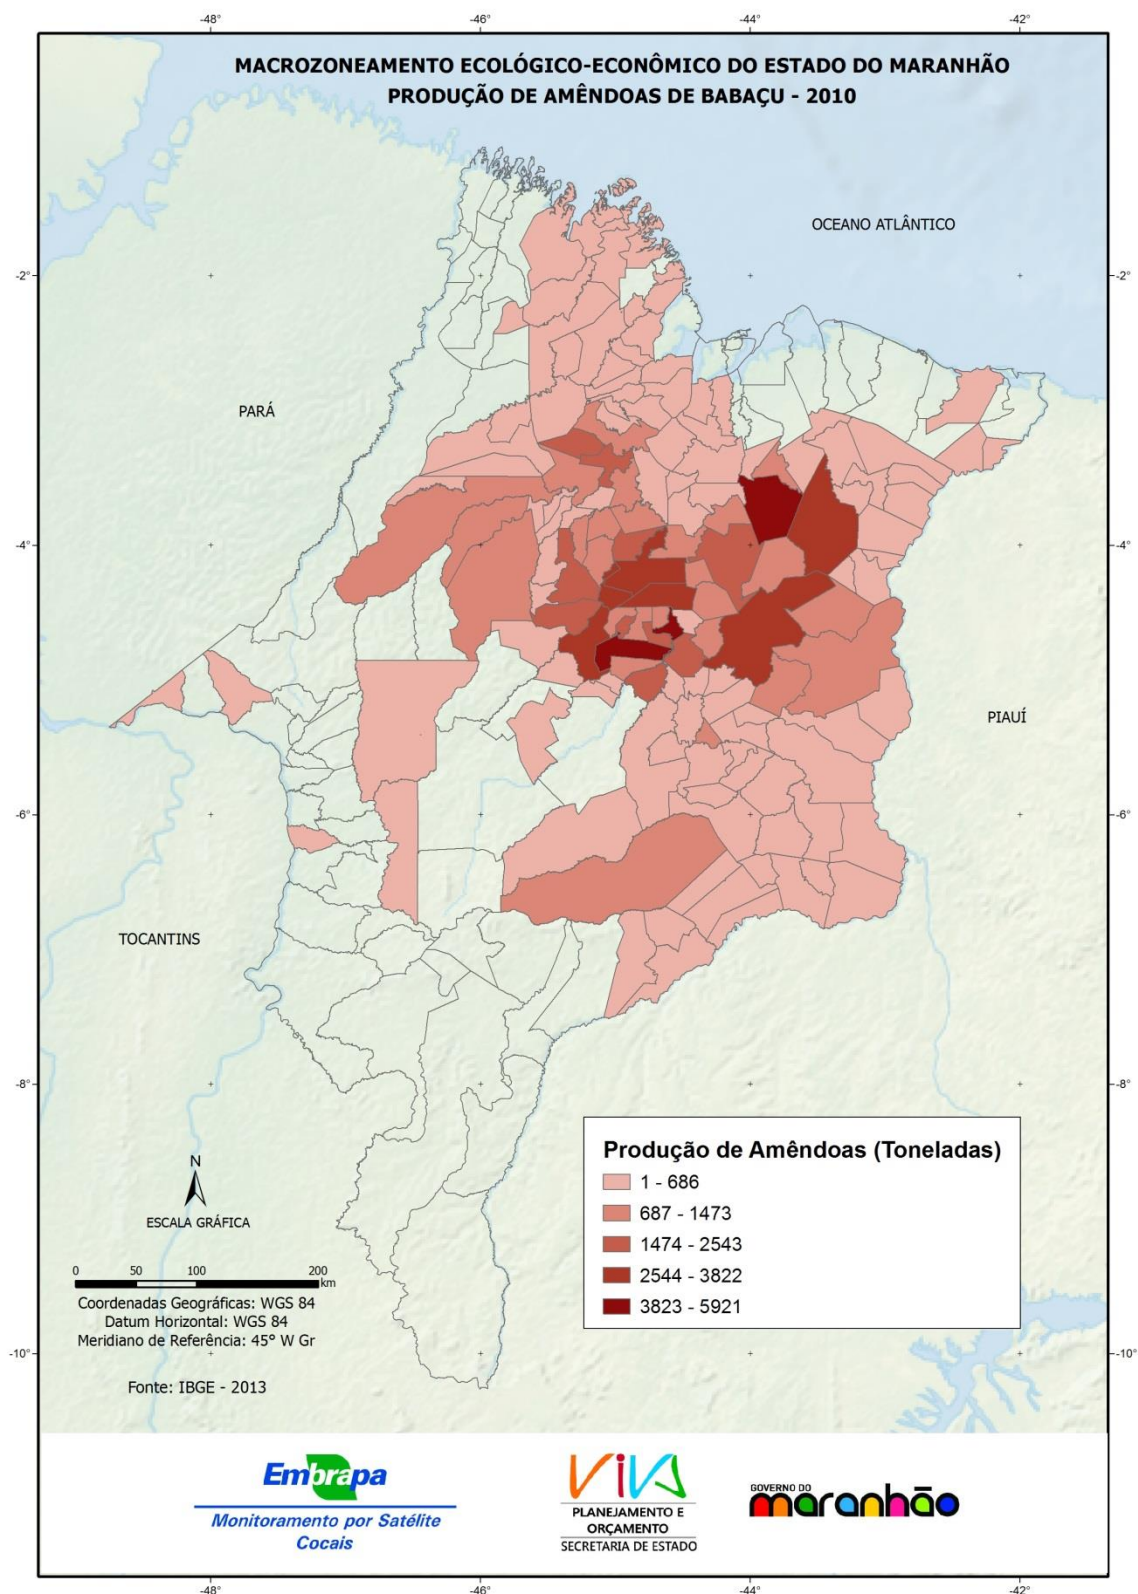 -48°
-46°
-44°
-42°
MACROZONEAMENTO ECOLÓGICO-ECONÔMICO DO ESTADO DO MARANHÃO
PRODUÇÃO DE AMÊNDOAS DE BABAÇU - 2010
OCEANO ATLÂNTICO
-2°
-2°
PARÁ
-4°
-4°
PIAUÍ
-6°
-6°
TOCANTINS
-8°
-8°
Produção de Amêndoas (Toneladas)
1 - 686
687 - 1473
1474 - 2543
2544 - 3822
3823 - 5921
N
ESCALA GRÁFICA
0 50 100 200
km
Coordenadas Geográficas: WGS 84
Datum Horizontal: WGS 84
Meridiano de Referência: 45° W Gr
-10°
-10°
Fonte: IBGE - 2013
Embrapa
Monitoramento por Satélite
Cocais
VIVA
PLANEJAMENTO E
ORÇAMENTO
SECRETARIA DE ESTADO
GOVERNO DO
maranhão
-48°
-46°
-44°
-42°